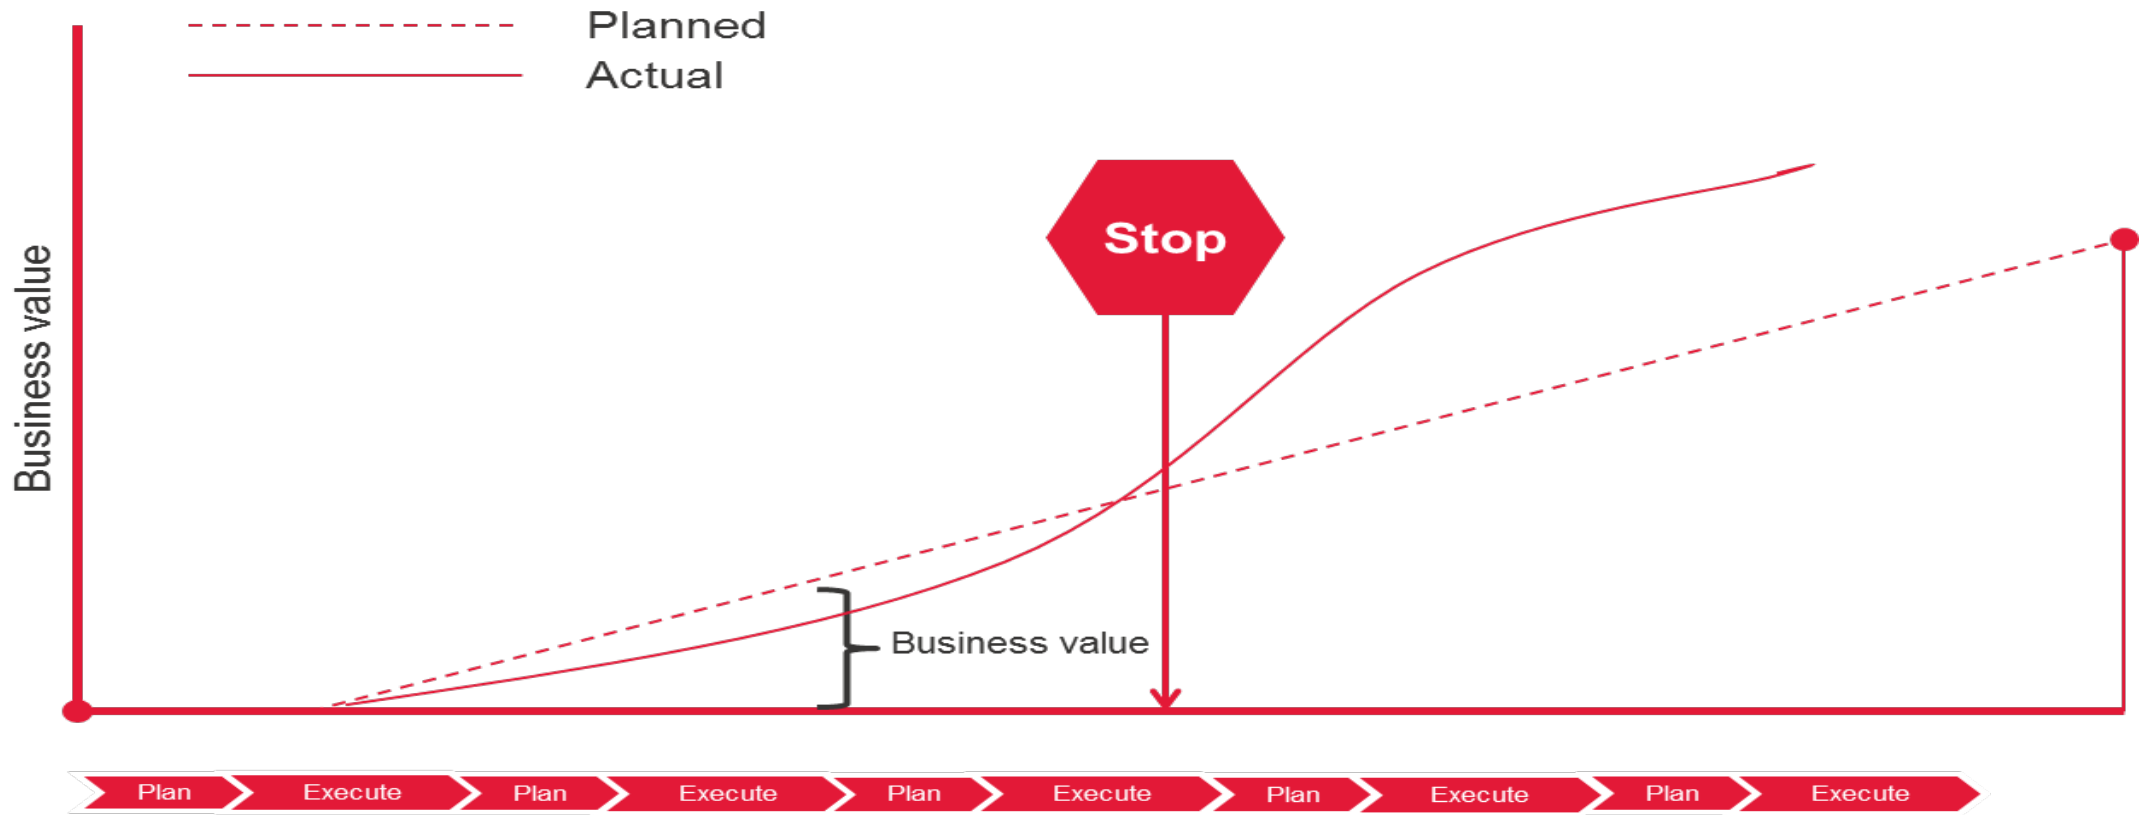 Planned
Actual
Stop
Business value
Business value
Plan Execute Plan Execute Plan Execute Plan Execute Plan Execute